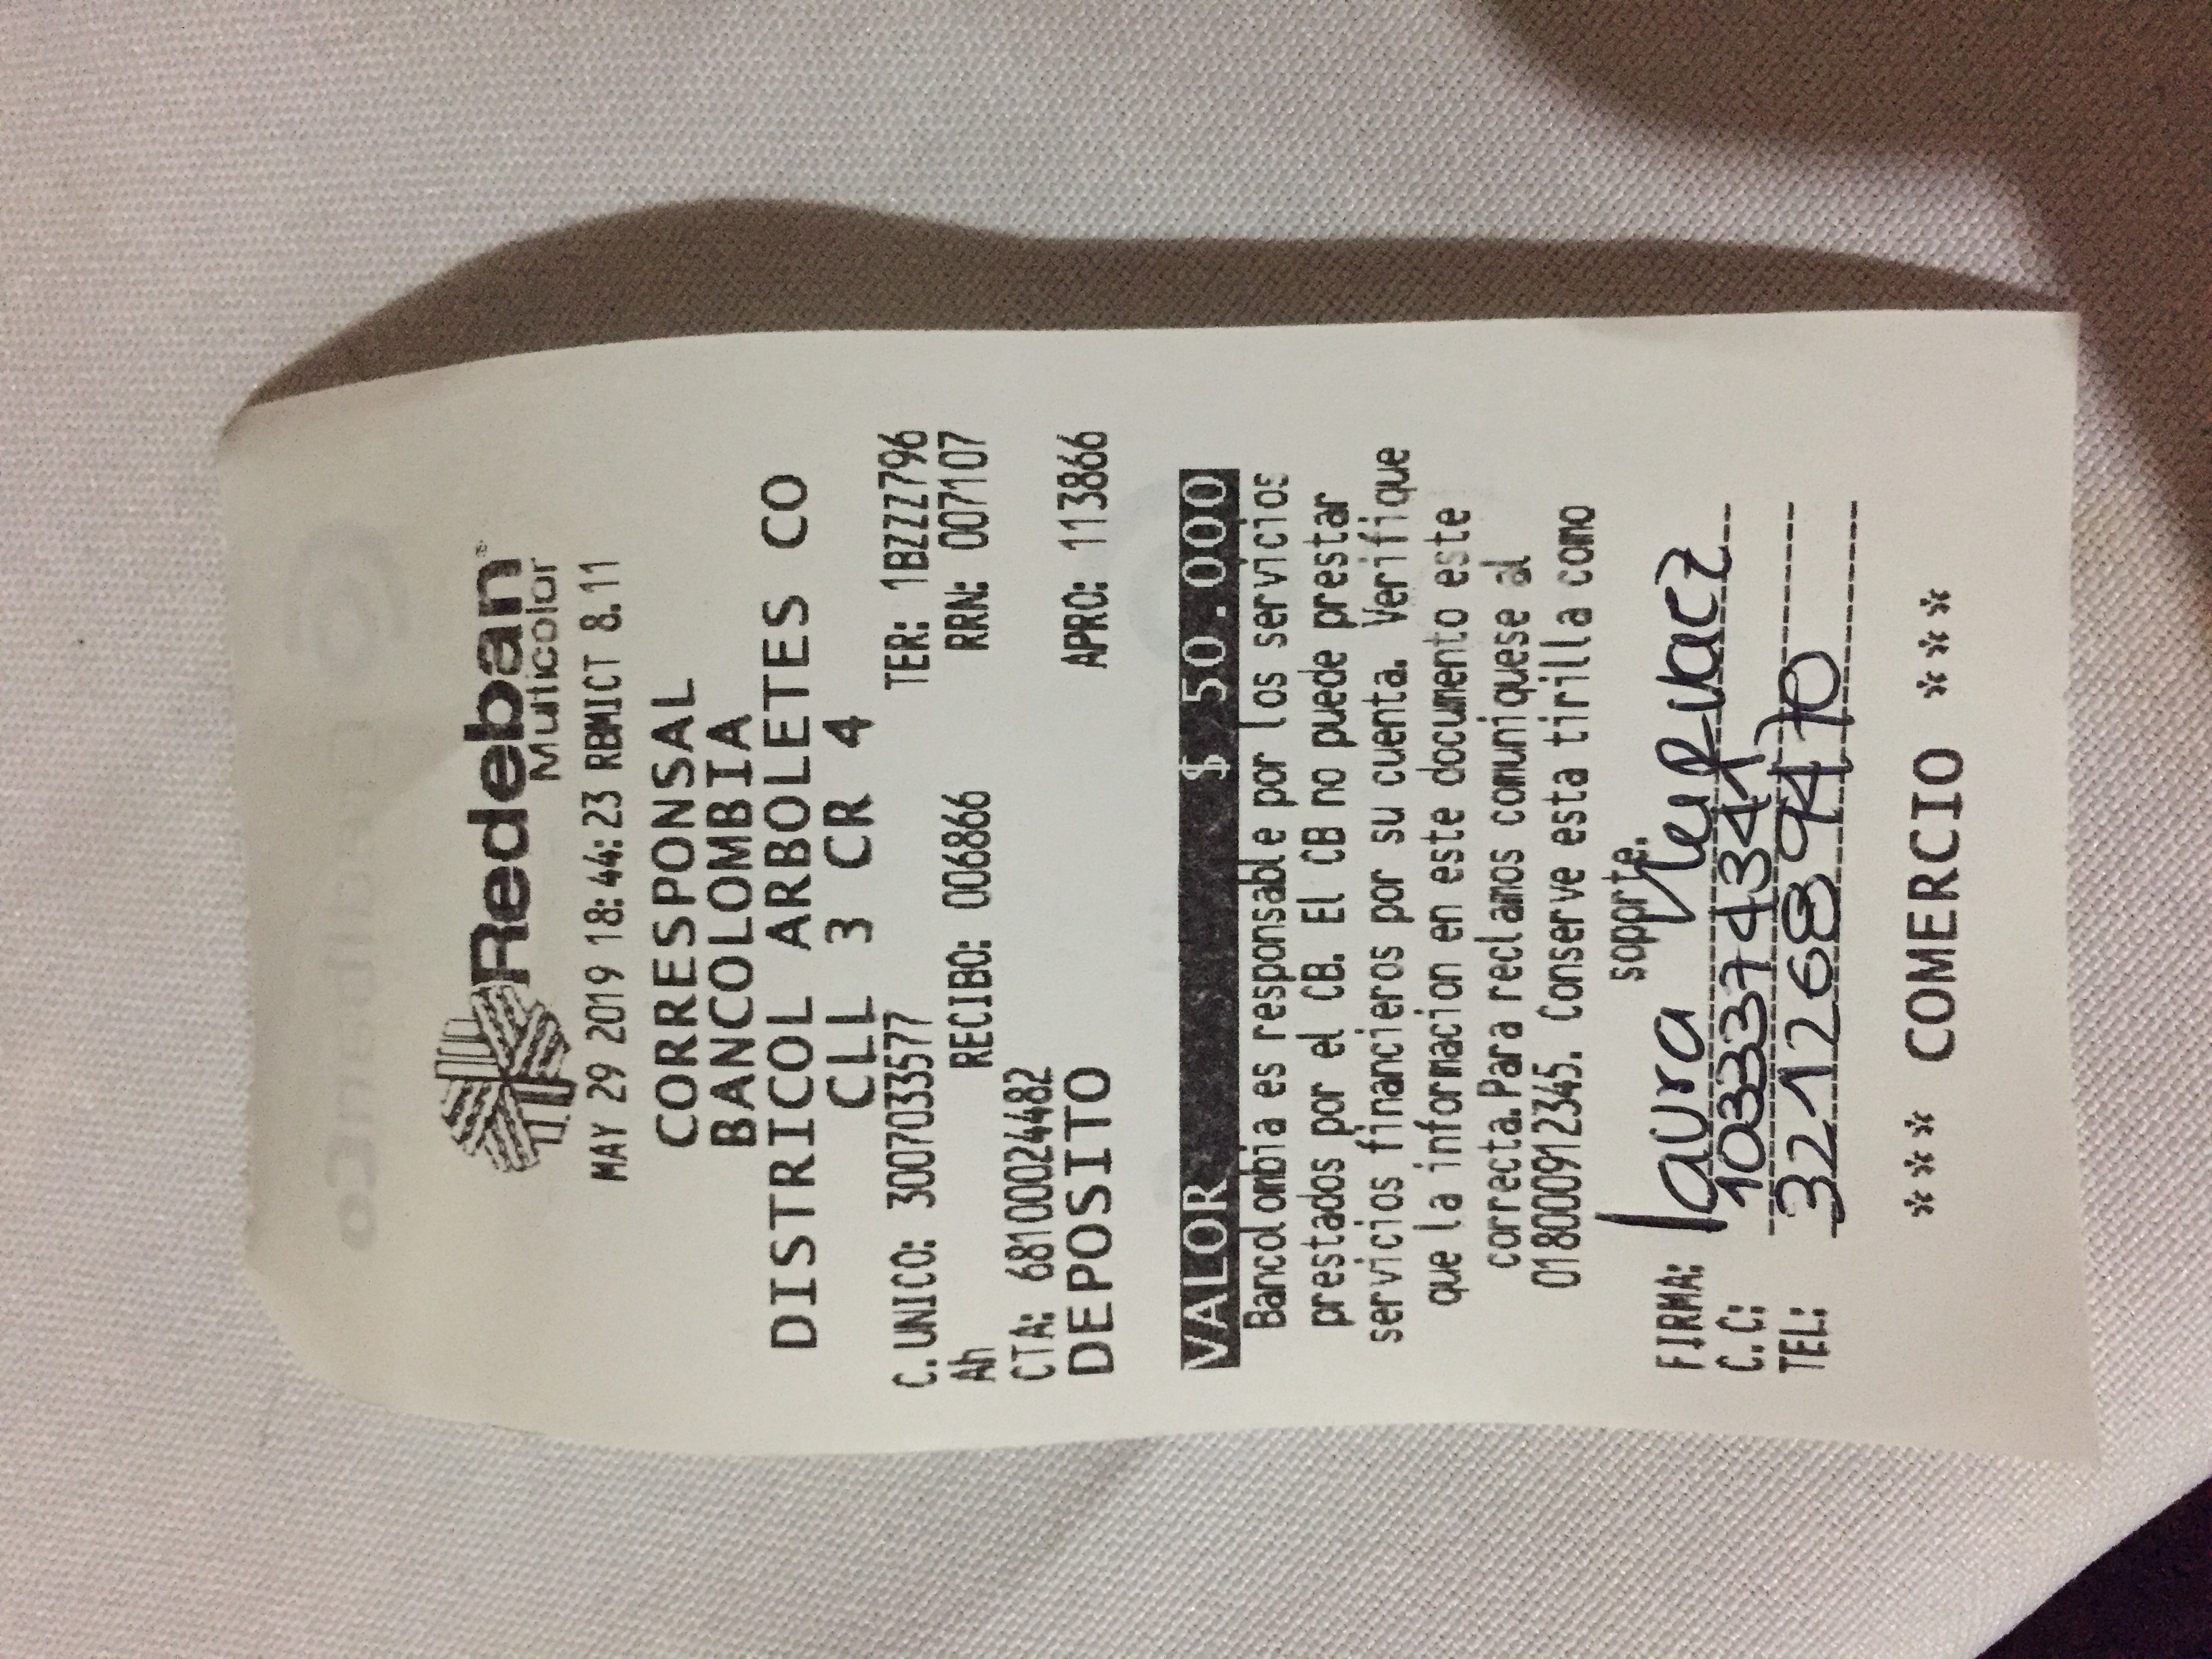 CredibanCo
Redeban
Multicolor
MAY 29 2019 18:44:23 RBMICT 8.11
CORRESPONSAL
BANCOLOMBIA
DISTRICOL ARBOLETES CO
CLL 3 CR 4
C.UNICO: 3007033577 TER: 1BZZZ796
Ah RECIBO: 006866 RRN: 007107
CTA: 68100024482
DEPOSITO APRO: 113866
VALOR $ 50.000
Bancolombia es responsable por los servicios
prestados por el CB. El CB no puede prestar
servicios financieros por su cuenta. Verifique
que la informacion en este documento este
correcta.Para reclamos comuniquese al
018000912345. Conserve esta tirilla como
soporte.
FIRMA: Laura
C.C: 1033374341
TEL: 3212689470
*** COMERCIO ***